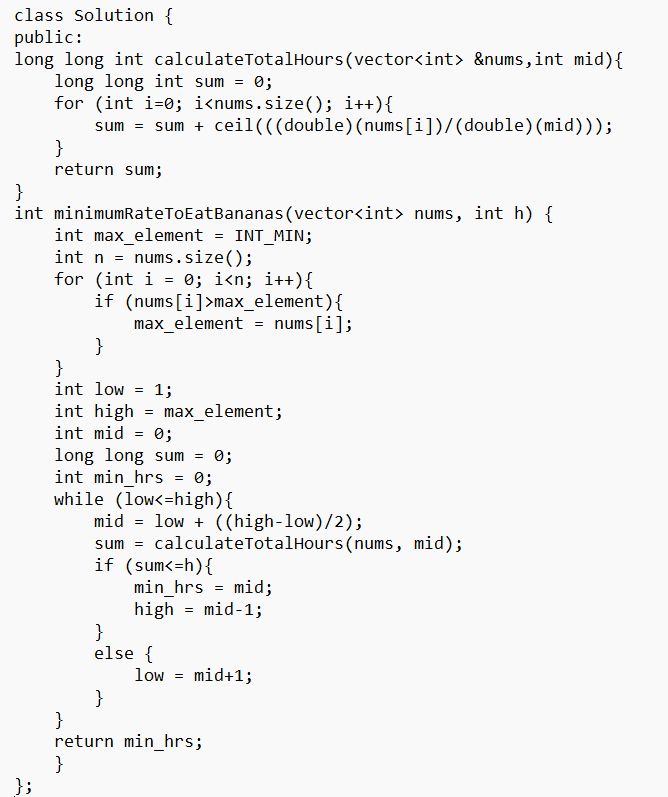 class Solution {
public:
long long int calculateTotalHours(vector<int> &nums,int mid){
    long long int sum = 0;
    for (int i=0; i<nums.size(); i++){
        sum = sum + ceil(((double)(nums[i])/(double)(mid)));
    }
    return sum;
}
int minimumRateToEatBananas(vector<int> nums, int h) {
    int max_element = INT_MIN;
    int n = nums.size();
    for (int i = 0; i<n; i++){
        if (nums[i]>max_element){
            max_element = nums[i];
        }
    }
    int low = 1;
    int high = max_element;
    int mid = 0;
    long long sum = 0;
    int min_hrs = 0;
    while (low<=high){
        mid = low + ((high-low)/2);
        sum = calculateTotalHours(nums, mid);
        if (sum<=h){
            min_hrs = mid;
            high = mid-1;
        }
        else {
            low = mid+1;
        }
    }
    return min_hrs;
    }
};